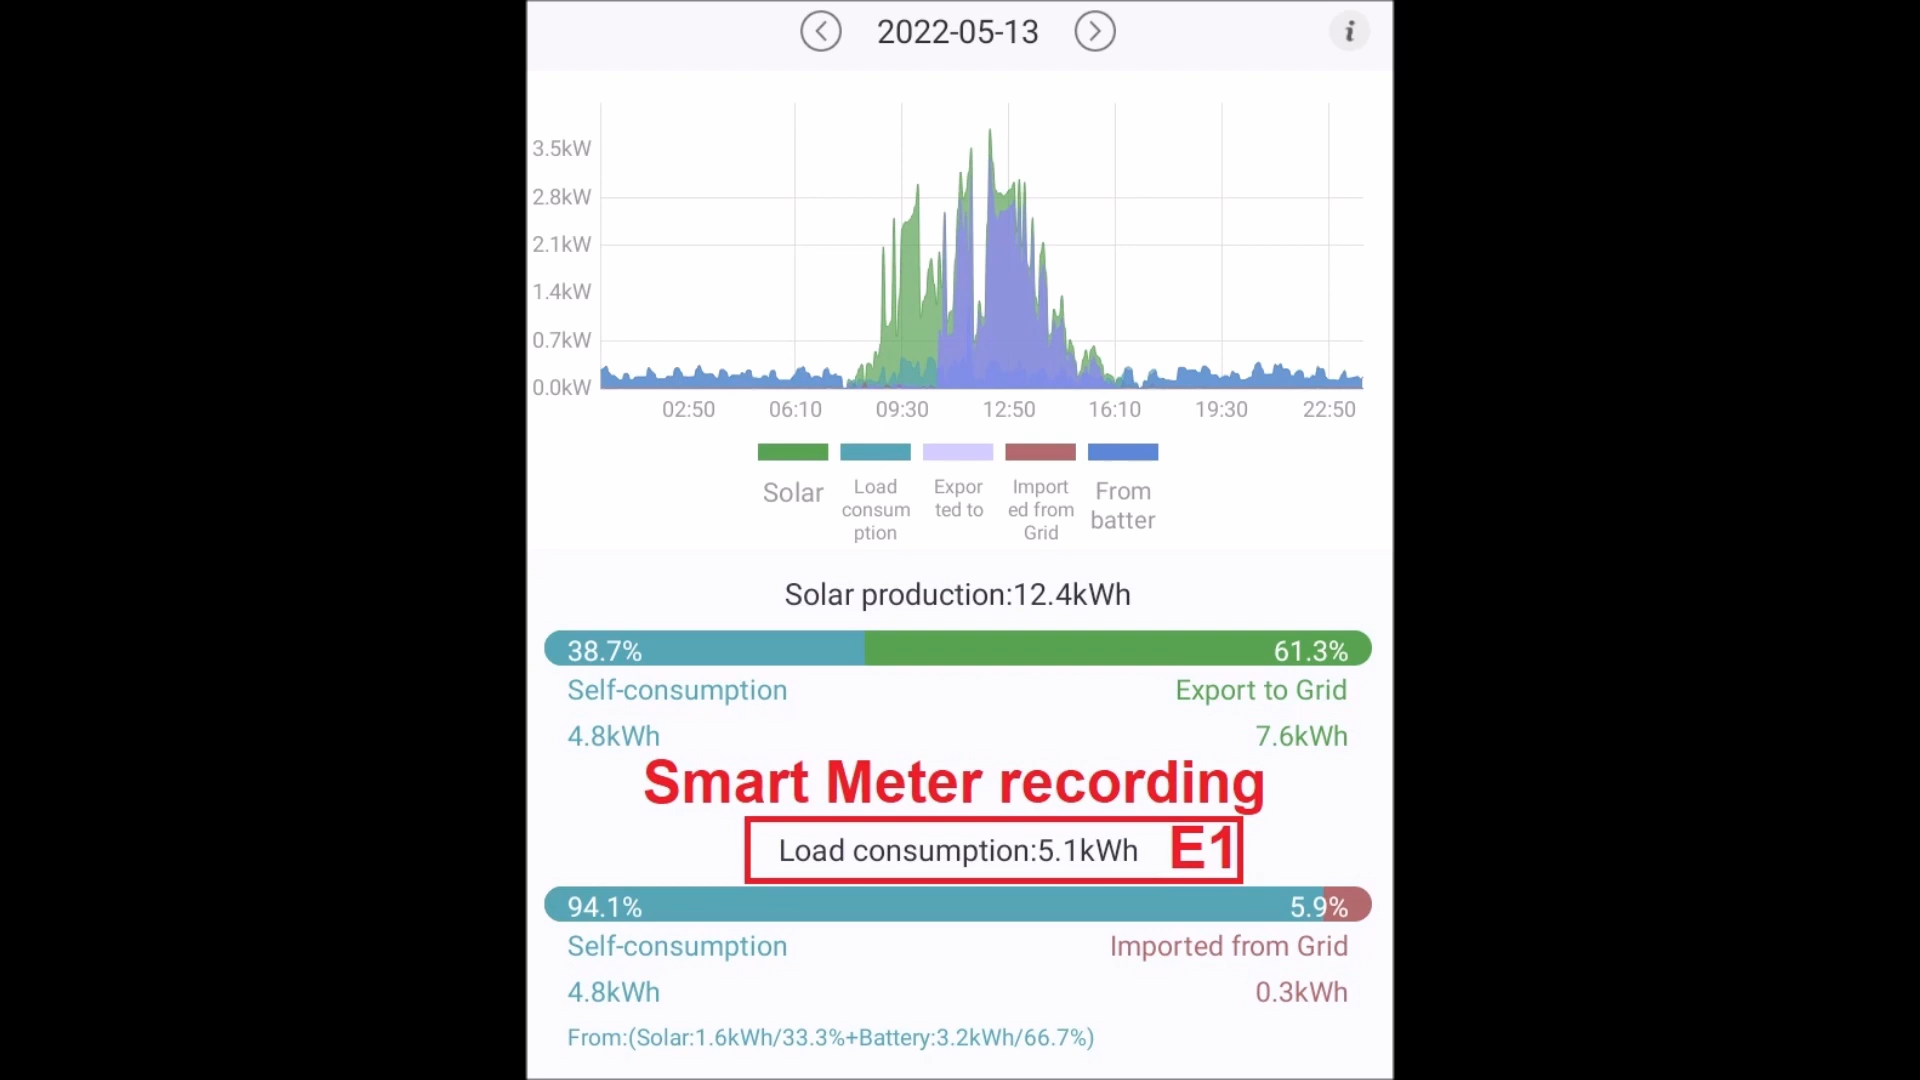 2022-05-13
i
3.5kW
2.8kW
2.1kW
1.4kW
0.7kW
0.0kW
02:50 06:10 09:30 12:50 16:10 19:30 22:50
Solar
Load
consum
ption
Expor
ted to
Import
ed from
Grid
From
batter
Solar production:12.4kWh
38.7% 61.3%
Self-consumption Export to Grid
4.8kWh 7.6kWh
Smart Meter recording
Load consumption:5.1kWh E1
94.1% 5.9%
Self-consumption Imported from Grid
4.8kWh 0.3kWh
From:(Solar:1.6kWh/33.3%+Battery:3.2kWh/66.7%)